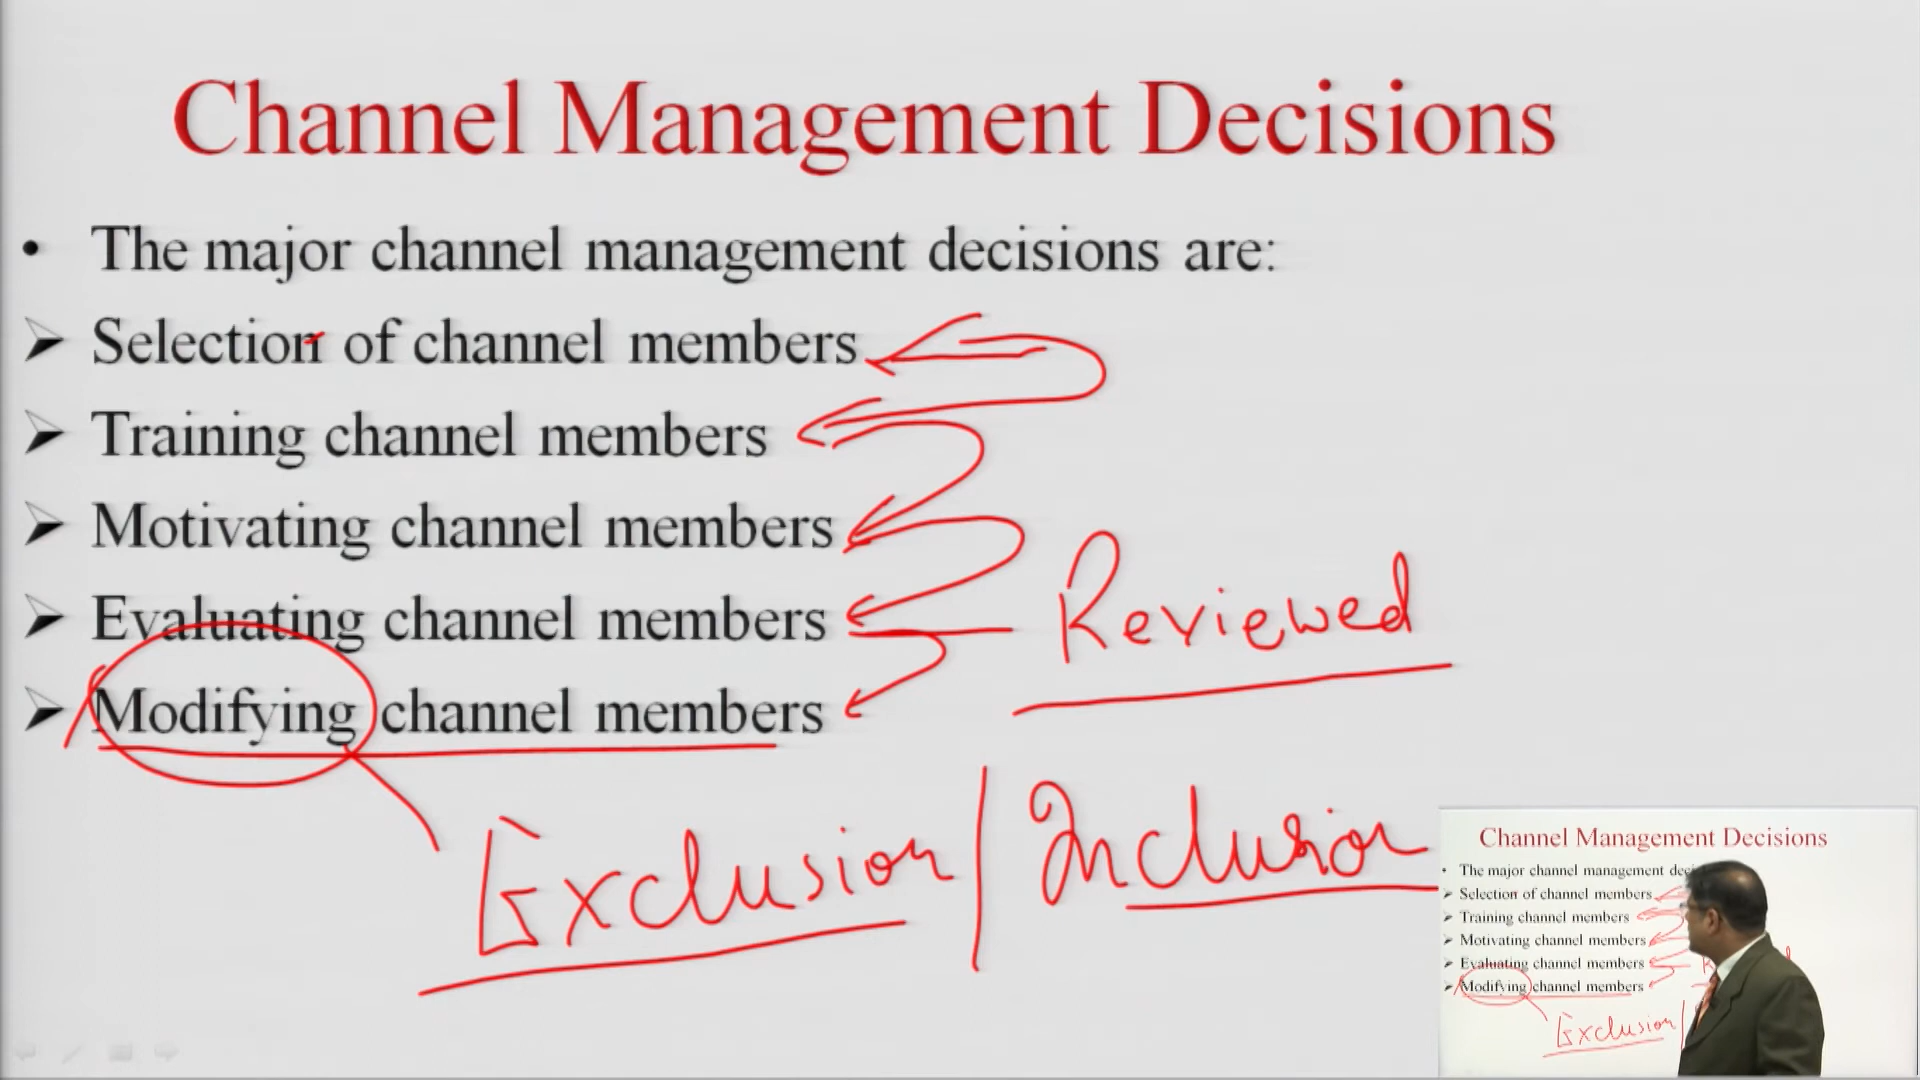 Channel Management Decisions
• The major channel management decisions are:
➢ Selection of channel members
➢ Training channel members
➢ Motivating channel members
➢ Evaluating channel members
Reviewed
➢ Modifying channel members
Exclusion / Inclusion
Channel Management Decisions
• The major channel management
➢ Selection of channel members
➢ Training channel members
➢ Motivating channel members
➢ Evaluating channel members
➢ Modifying channel members
Exclusion /